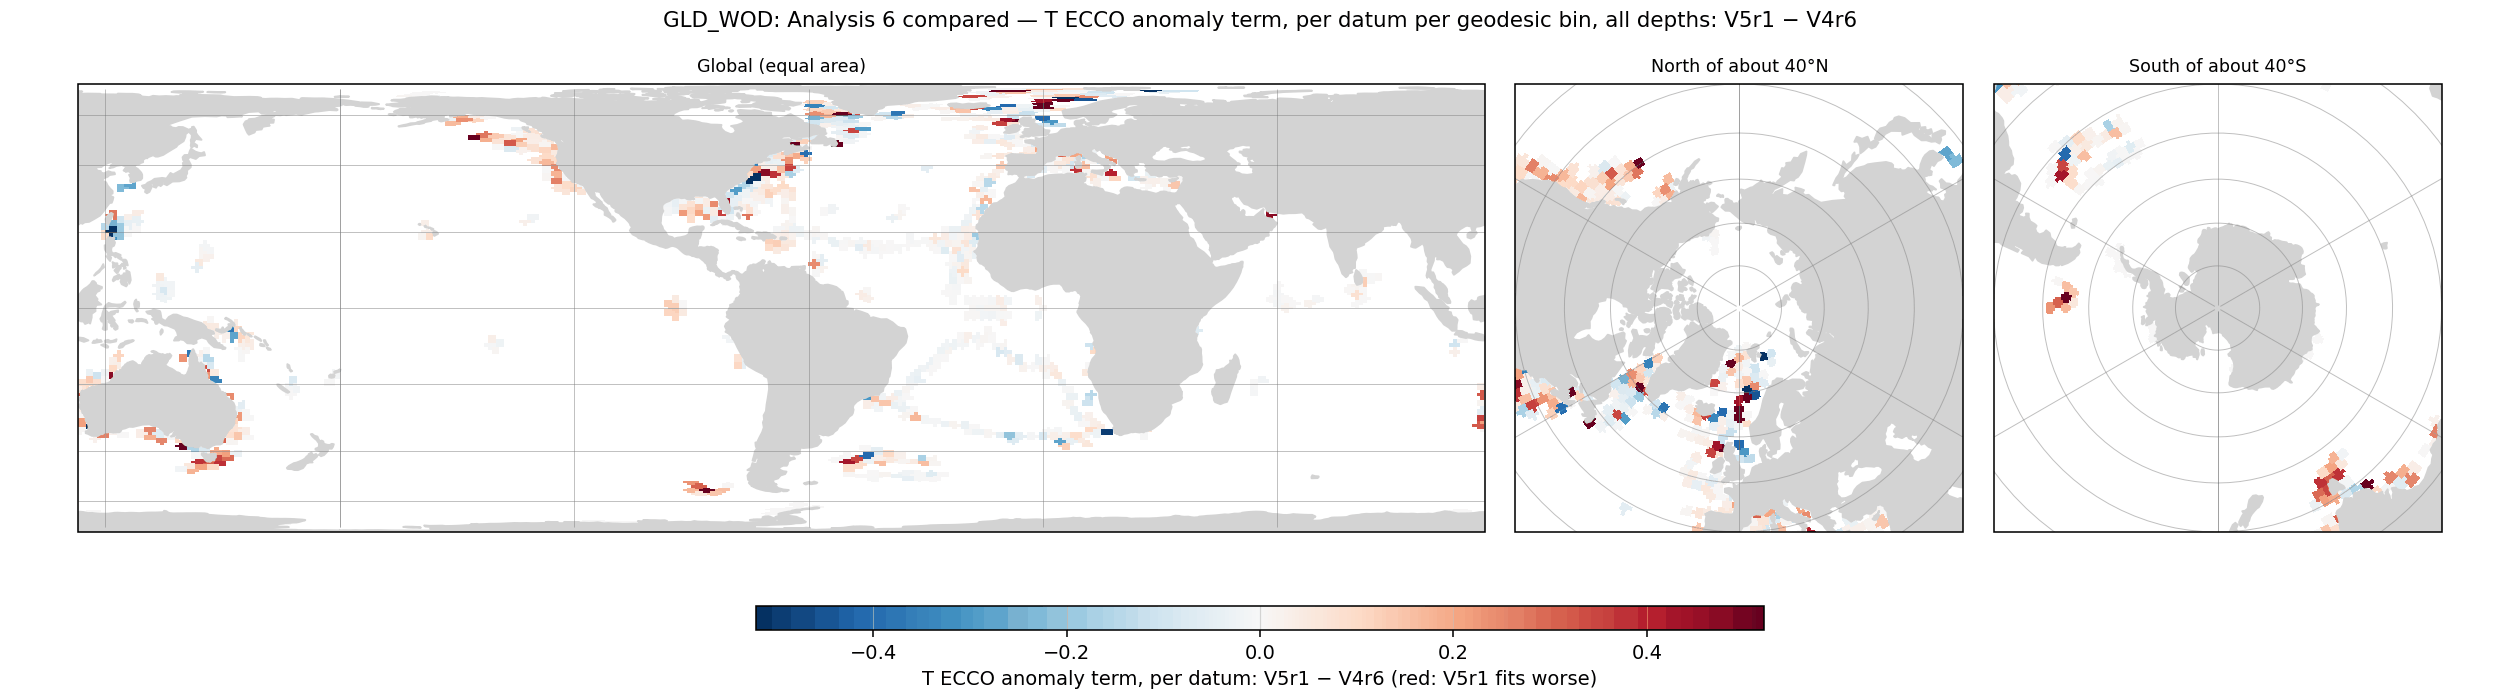 GLD_WOD: Analysis 6 compared — T ECCO anomaly term, per datum per geodesic bin, all depths: V5r1 − V4r6
Global (equal area)
North of about 40°N
South of about 40°S
−0.4
−0.2
0.0
0.2
0.4
T ECCO anomaly term, per datum: V5r1 − V4r6 (red: V5r1 fits worse)